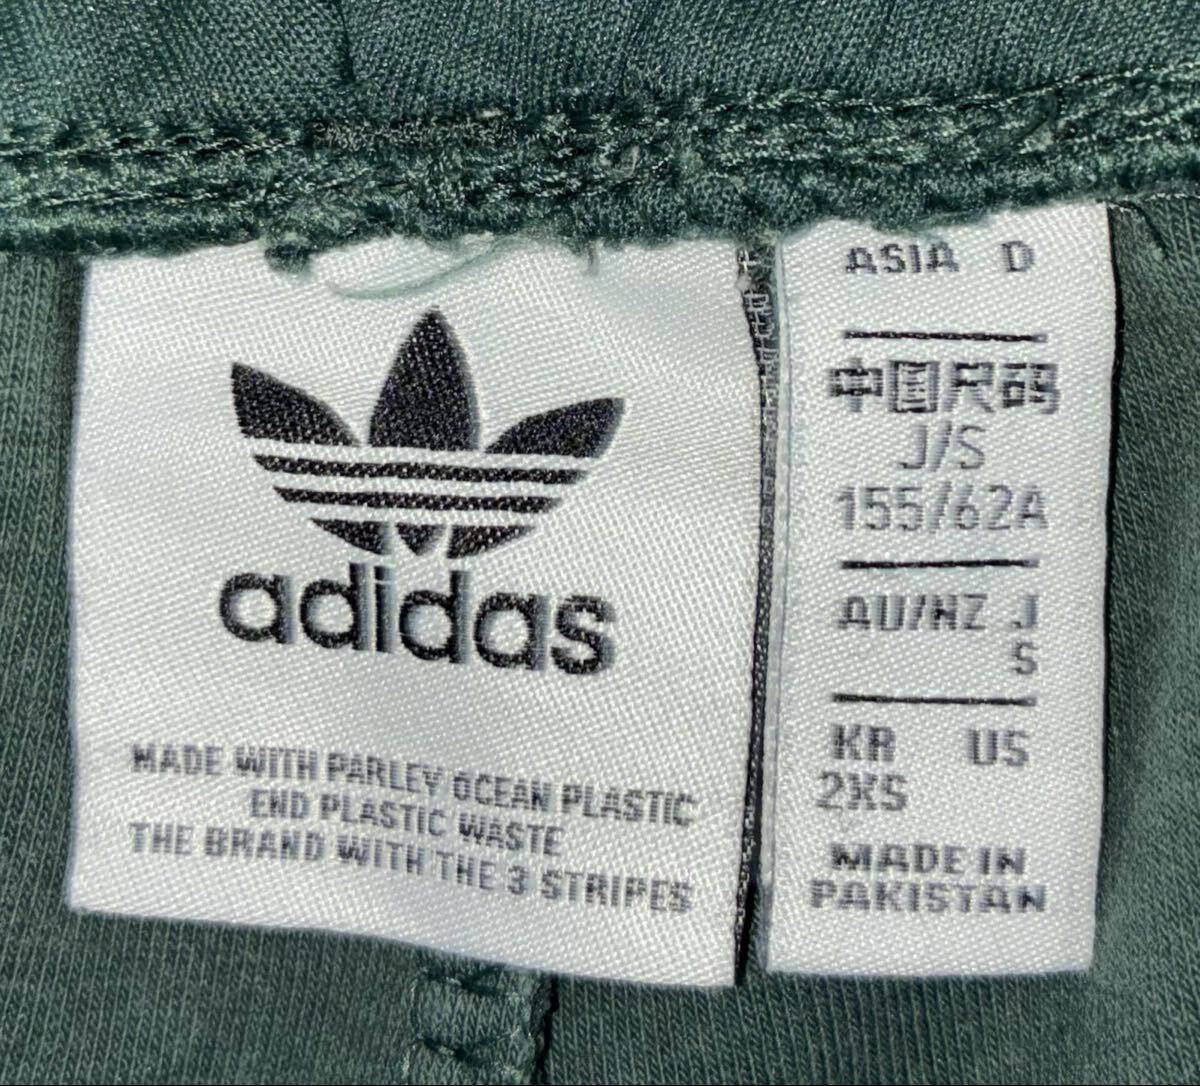 adidas
MADE WITH PARLEY OCEAN PLASTIC
END PLASTIC WASTE
THE BRAND WITH THE 3 STRIPES
ASIA D
中国尺码
J/S
155/62A
AU/NZ J
S
KR US
2XS
MADE IN
PAKISTAN